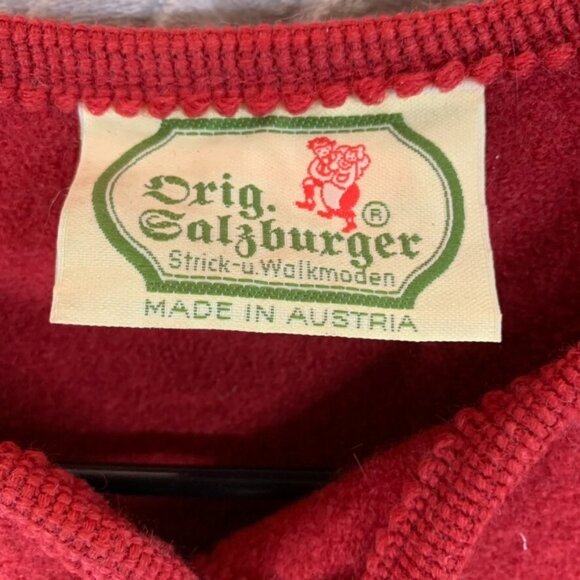 Orig.
Salzburger ®
Strick-u.Walkmoden
MADE IN AUSTRIA